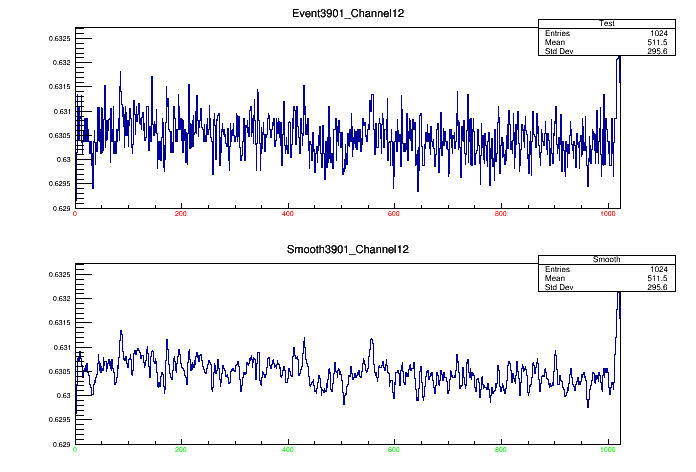 Event3901_Channel12
Test
Entries 1024
Mean 511.5
Std Dev 295.6
0.6325
0.632
0.6315
0.631
0.6305
0.63
0.6295
0.629
0 200 400 600 800 1000
Smooth3901_Channel12
Smooth
Entries 1024
Mean 511.5
Std Dev 295.6
0.6325
0.632
0.6315
0.631
0.6305
0.63
0.6295
0.629
0 200 400 600 800 1000